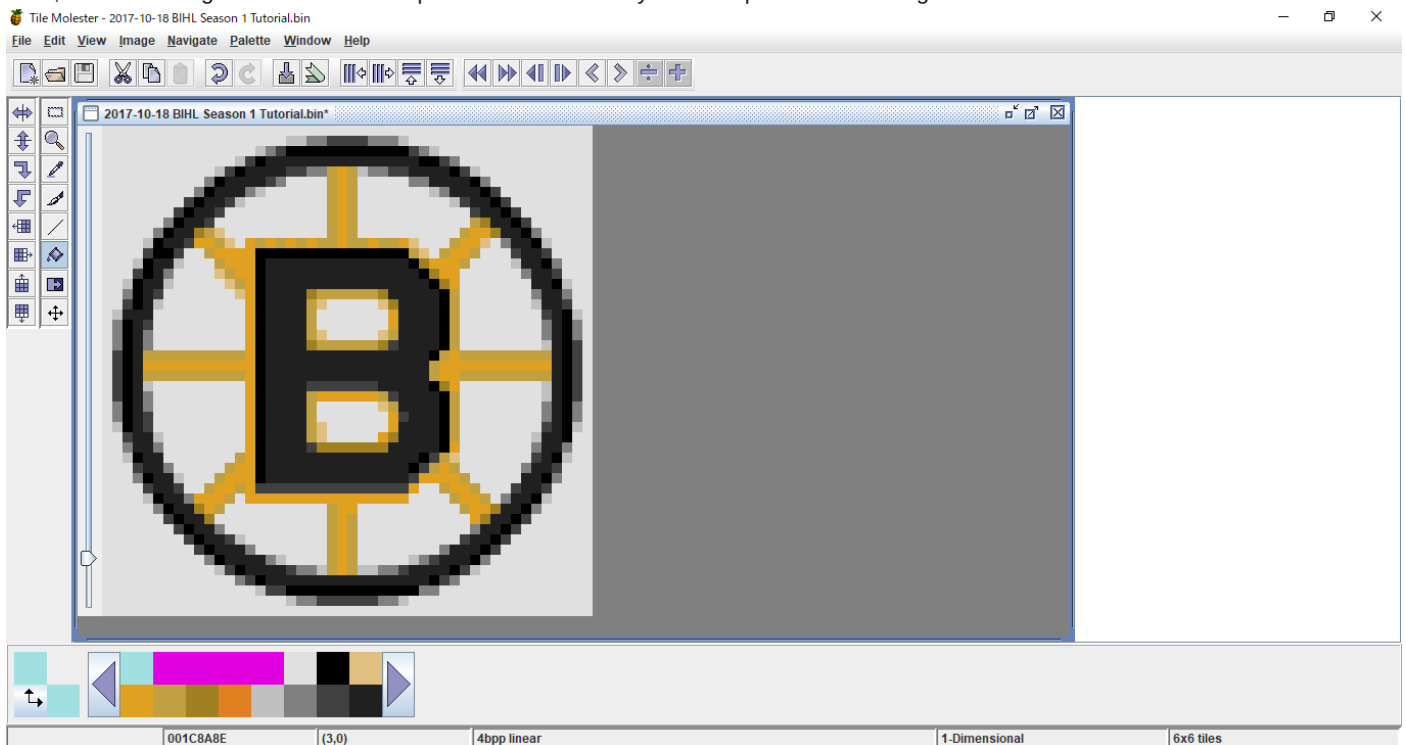 Tile Molester - 2017-10-18 BIHL Season 1 Tutorial.bin
File Edit View Image Navigate Palette Window Help
2017-10-18 BIHL Season 1 Tutorial.bin*
B
001C8A8E (3,0) 4bpp linear 1-Dimensional 6x6 tiles